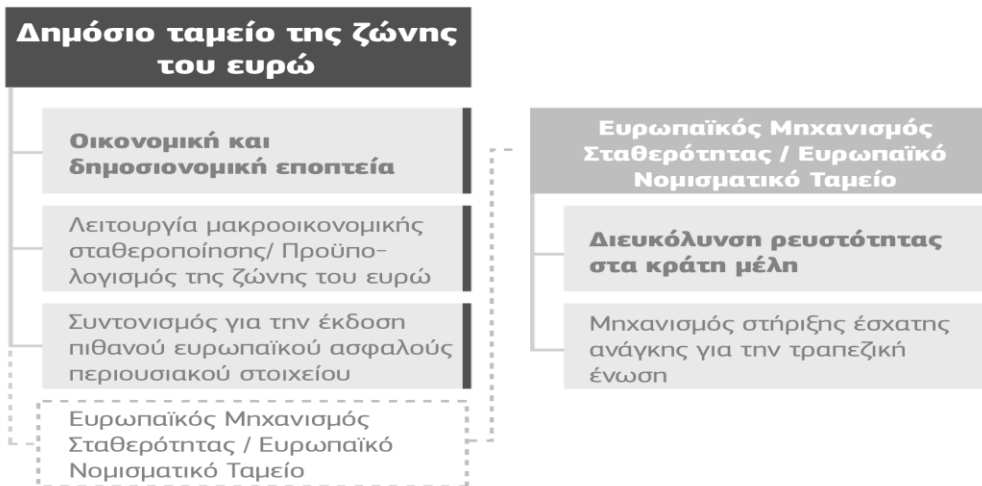 Δημόσιο ταμείο της ζώνης
του ευρώ
Οικονομική και
δημοσιονομική εποπτεία
Λειτουργία μακροοικονομικής
σταθεροποίησης/ Προϋπο-
λογισμός της ζώνης του ευρώ
Συντονισμός για την έκδοση
πιθανού ευρωπαϊκού ασφαλούς
περιουσιακού στοιχείου
Ευρωπαϊκός Μηχανισμός
Σταθερότητας / Ευρωπαϊκό
Νομισματικό Ταμείο
Ευρωπαϊκός Μηχανισμός
Σταθερότητας / Ευρωπαϊκό
Νομισματικό Ταμείο
Διευκόλυνση ρευστότητας
στα κράτη μέλη
Μηχανισμός στήριξης έσχατης
ανάγκης για την τραπεζική
ένωση